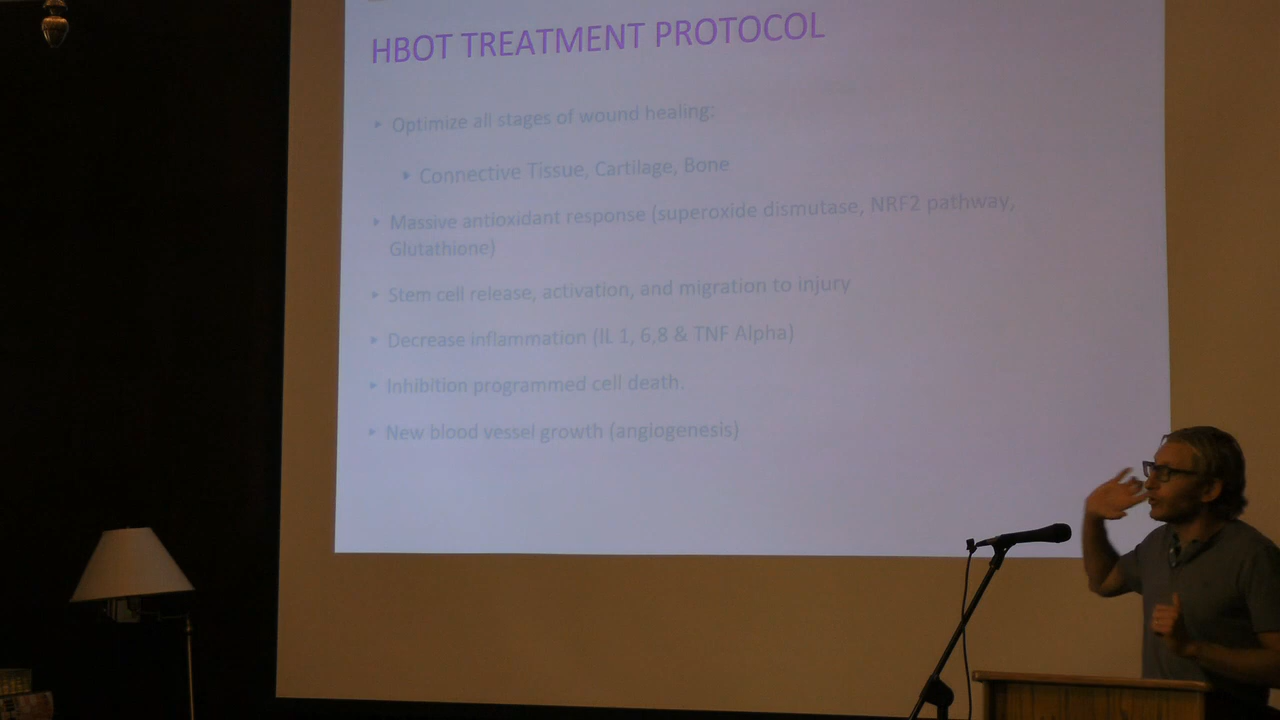 HBOT TREATMENT PROTOCOL
Optimize all stages of wound healing:
Connective Tissue, Cartilage, Bone
Massive antioxidant response (superoxide dismutase, NRF2 pathway,
Glutathione)
Stem cell release, activation, and migration to injury
Decrease inflammation (IL 1, 6,8 & TNF Alpha)
Inhibition programmed cell death.
New blood vessel growth (angiogenesis)